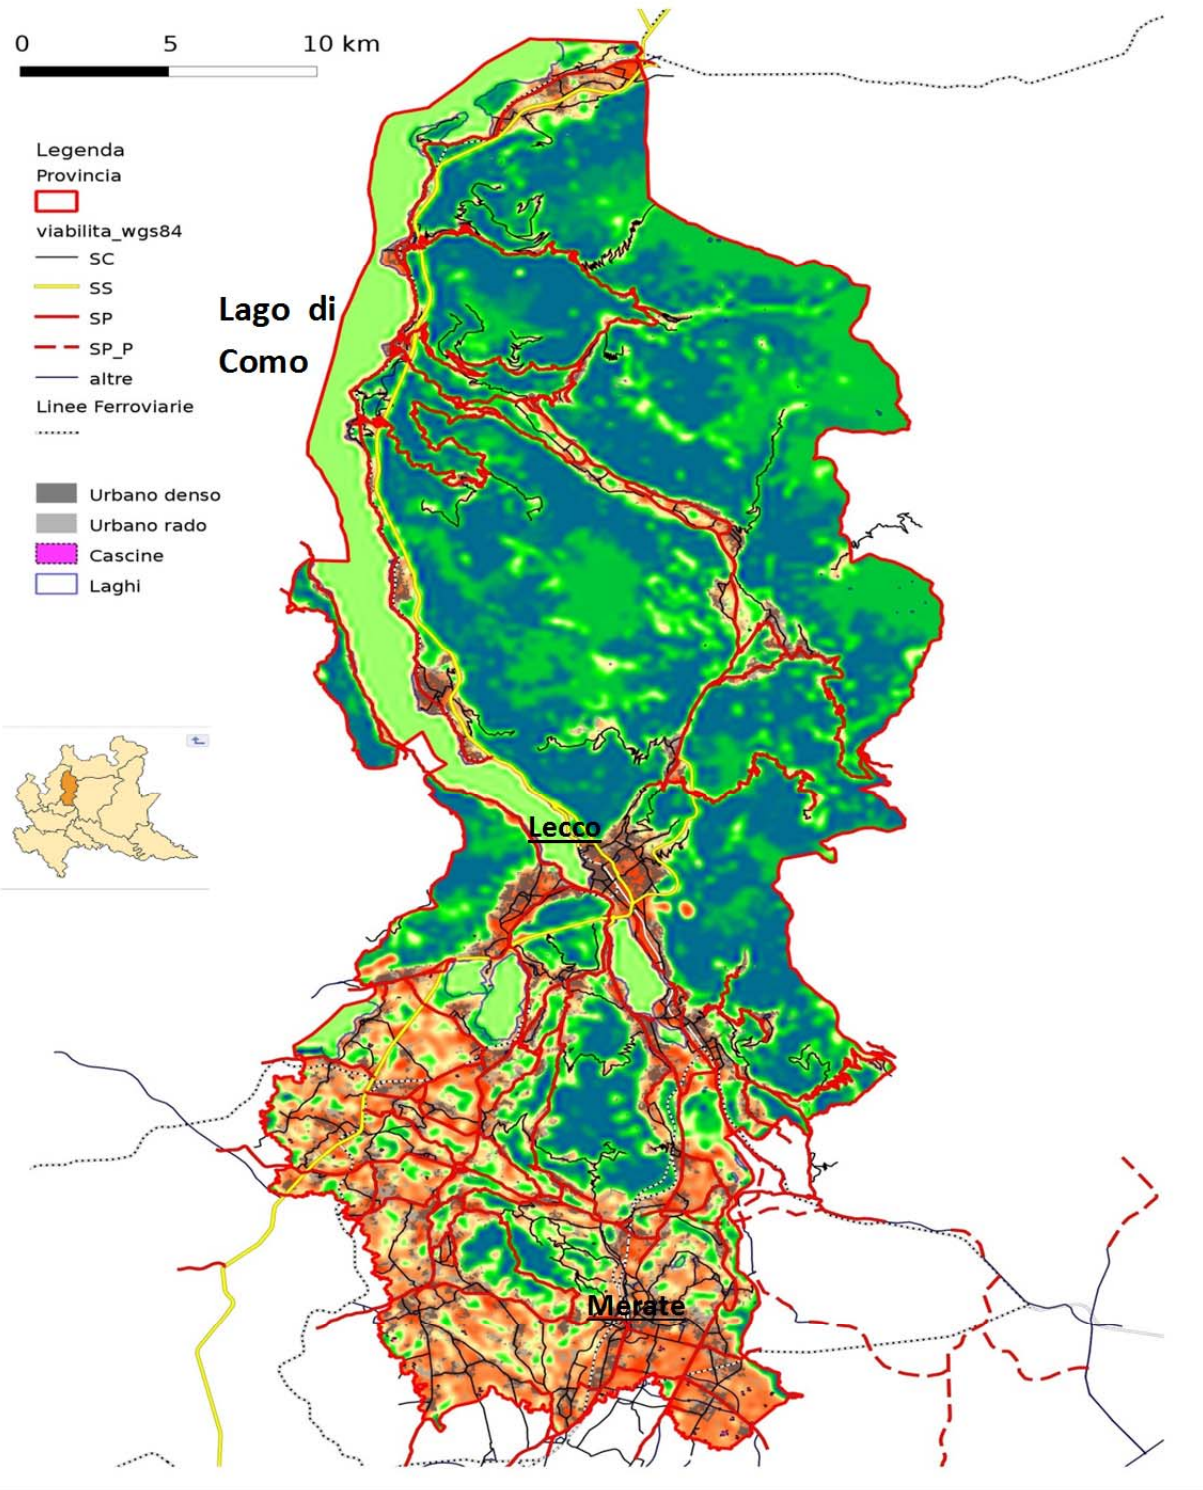 0 5 10 km
Legenda
Provincia
viabilita_wgs84
SC
SS
SP
SP_P
altre
Linee Ferroviarie
Urbano denso
Urbano rado
Cascine
Laghi
Lago di
Como
Lecco
Merate